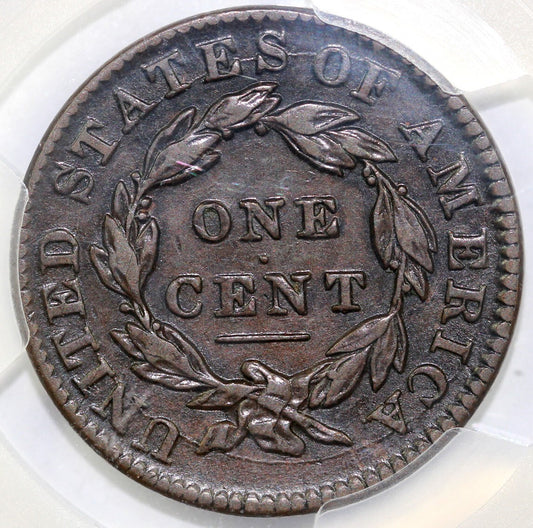 UNITED STATES OF AMERICA
ONE
CENT